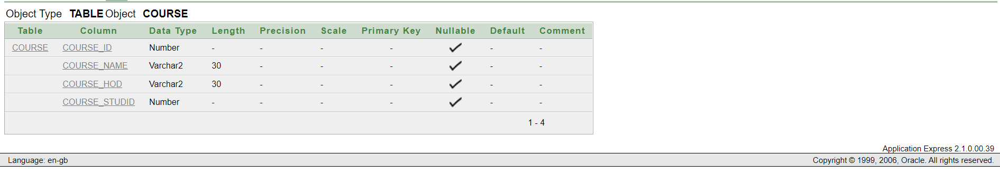 Object Type TABLE Object COURSE
Table Column Data Type Length Precision Scale Primary Key Nullable Default Comment
COURSE COURSE_ID Number - - - - - -
COURSE_NAME Varchar2 30 - - - - -
COURSE_HOD Varchar2 30 - - - - -
COURSE_STUDID Number - - - - - -
1 - 4
Application Express 2.1.0.00.39
Language: en-gb Copyright © 1999, 2006, Oracle. All rights reserved.